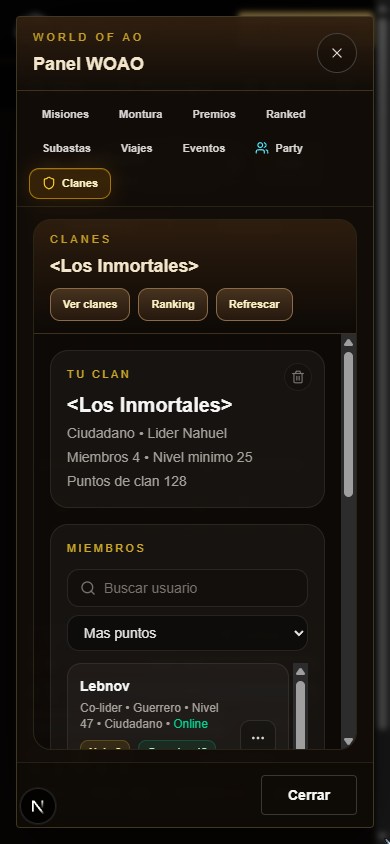 WORLD OF AO
Panel WOAO
Misiones Montura Premios Ranked
Subastas Viajes Eventos Party
Clanes
CLANES
<Los Inmortales>
Ver clanes Ranking Refrescar
TU CLAN
<Los Inmortales>
Ciudadano • Lider Nahuel
Miembros 4 • Nivel minimo 25
Puntos de clan 128
MIEMBROS
Buscar usuario
Mas puntos
Lebnov
Co-lider • Guerrero • Nivel
47 • Ciudadano • Online
Cerrar
N